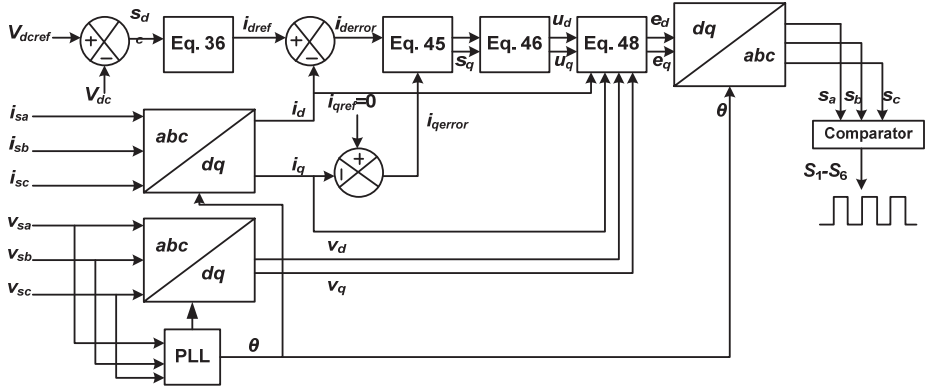 V_dcref
+
−
s_dc
Eq. 36
i_dref
+
−
i_derror
Eq. 45
s_q
Eq. 46
u_d
u_q
Eq. 48
e_d
e_q
dq
abc
V_dc
i_sa
i_sb
i_sc
abc
dq
i_d
i_qref=0
i_q
+
−
i_qerror
θ
s_a
s_b
s_c
Comparator
S_1-S_6
v_sa
v_sb
v_sc
abc
dq
v_d
v_q
PLL
θ